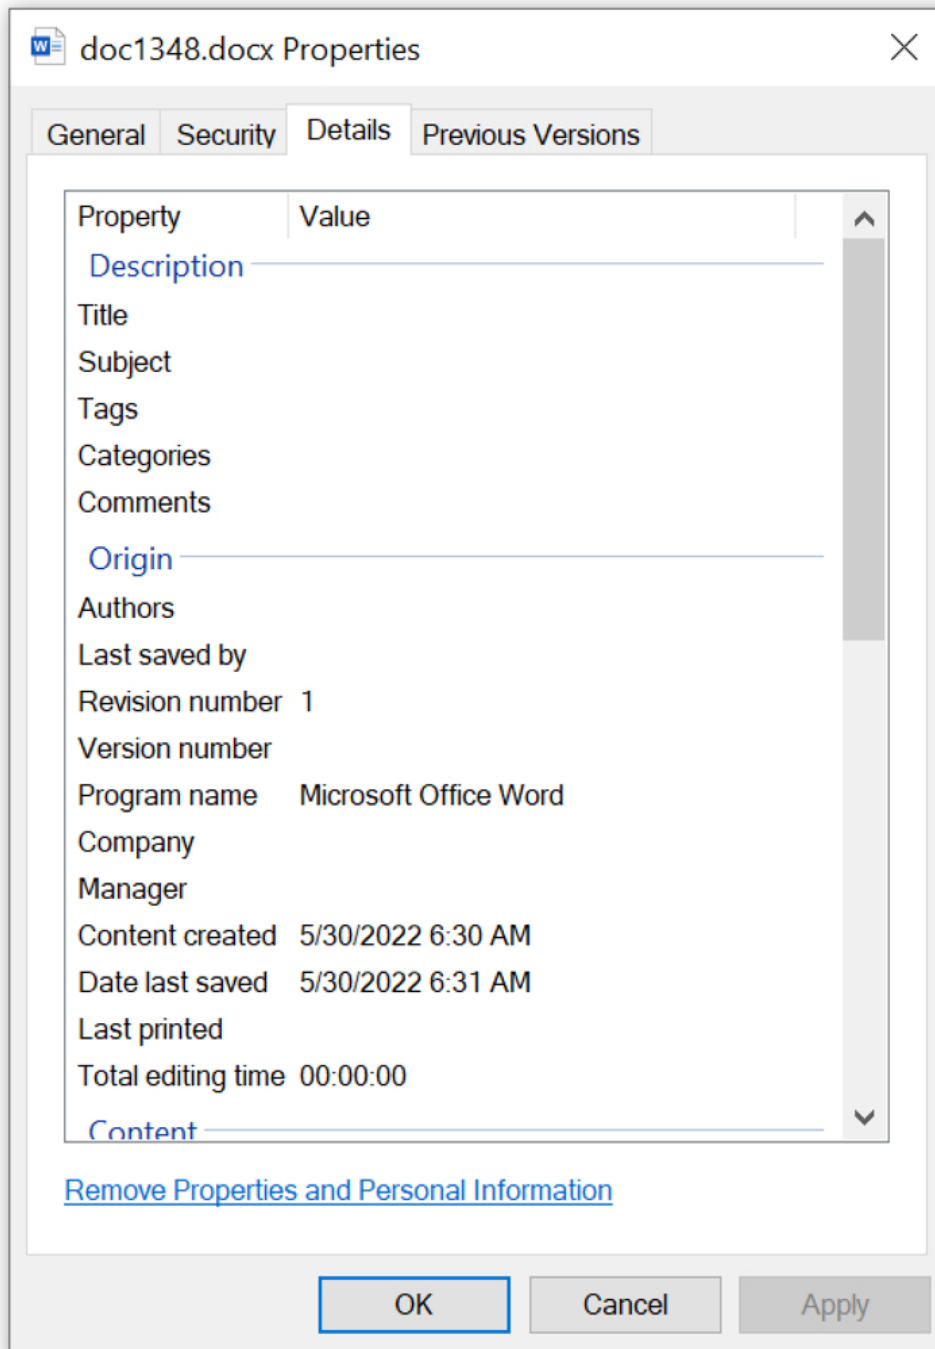 doc1348.docx Properties
General Security Details Previous Versions
Property Value
Description
Title
Subject
Tags
Categories
Comments
Origin
Authors
Last saved by
Revision number 1
Version number
Program name Microsoft Office Word
Company
Manager
Content created 5/30/2022 6:30 AM
Date last saved 5/30/2022 6:31 AM
Last printed
Total editing time 00:00:00
Content
Remove Properties and Personal Information
OK Cancel Apply